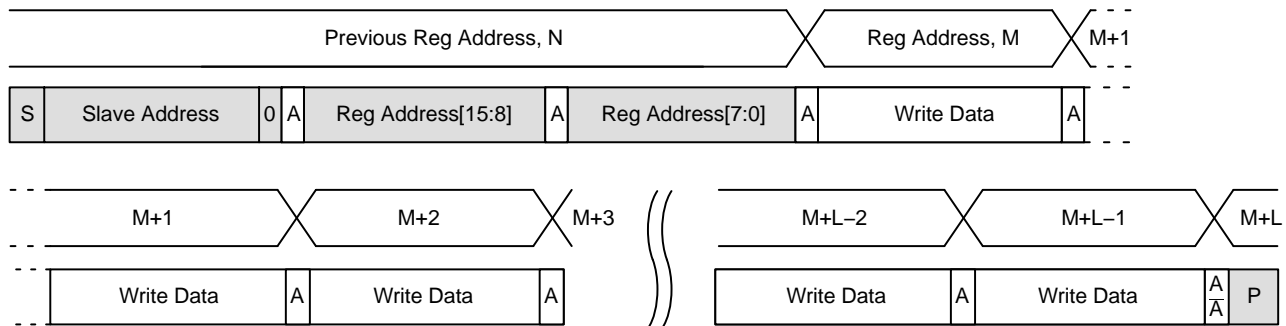 Previous Reg Address, N Reg Address, M M+1
S Slave Address 0 A Reg Address[15:8] A Reg Address[7:0] A Write Data A
M+1 M+2 M+3 M+L−2 M+L−1 M+L
Write Data A Write Data A Write Data A Write Data A P
A